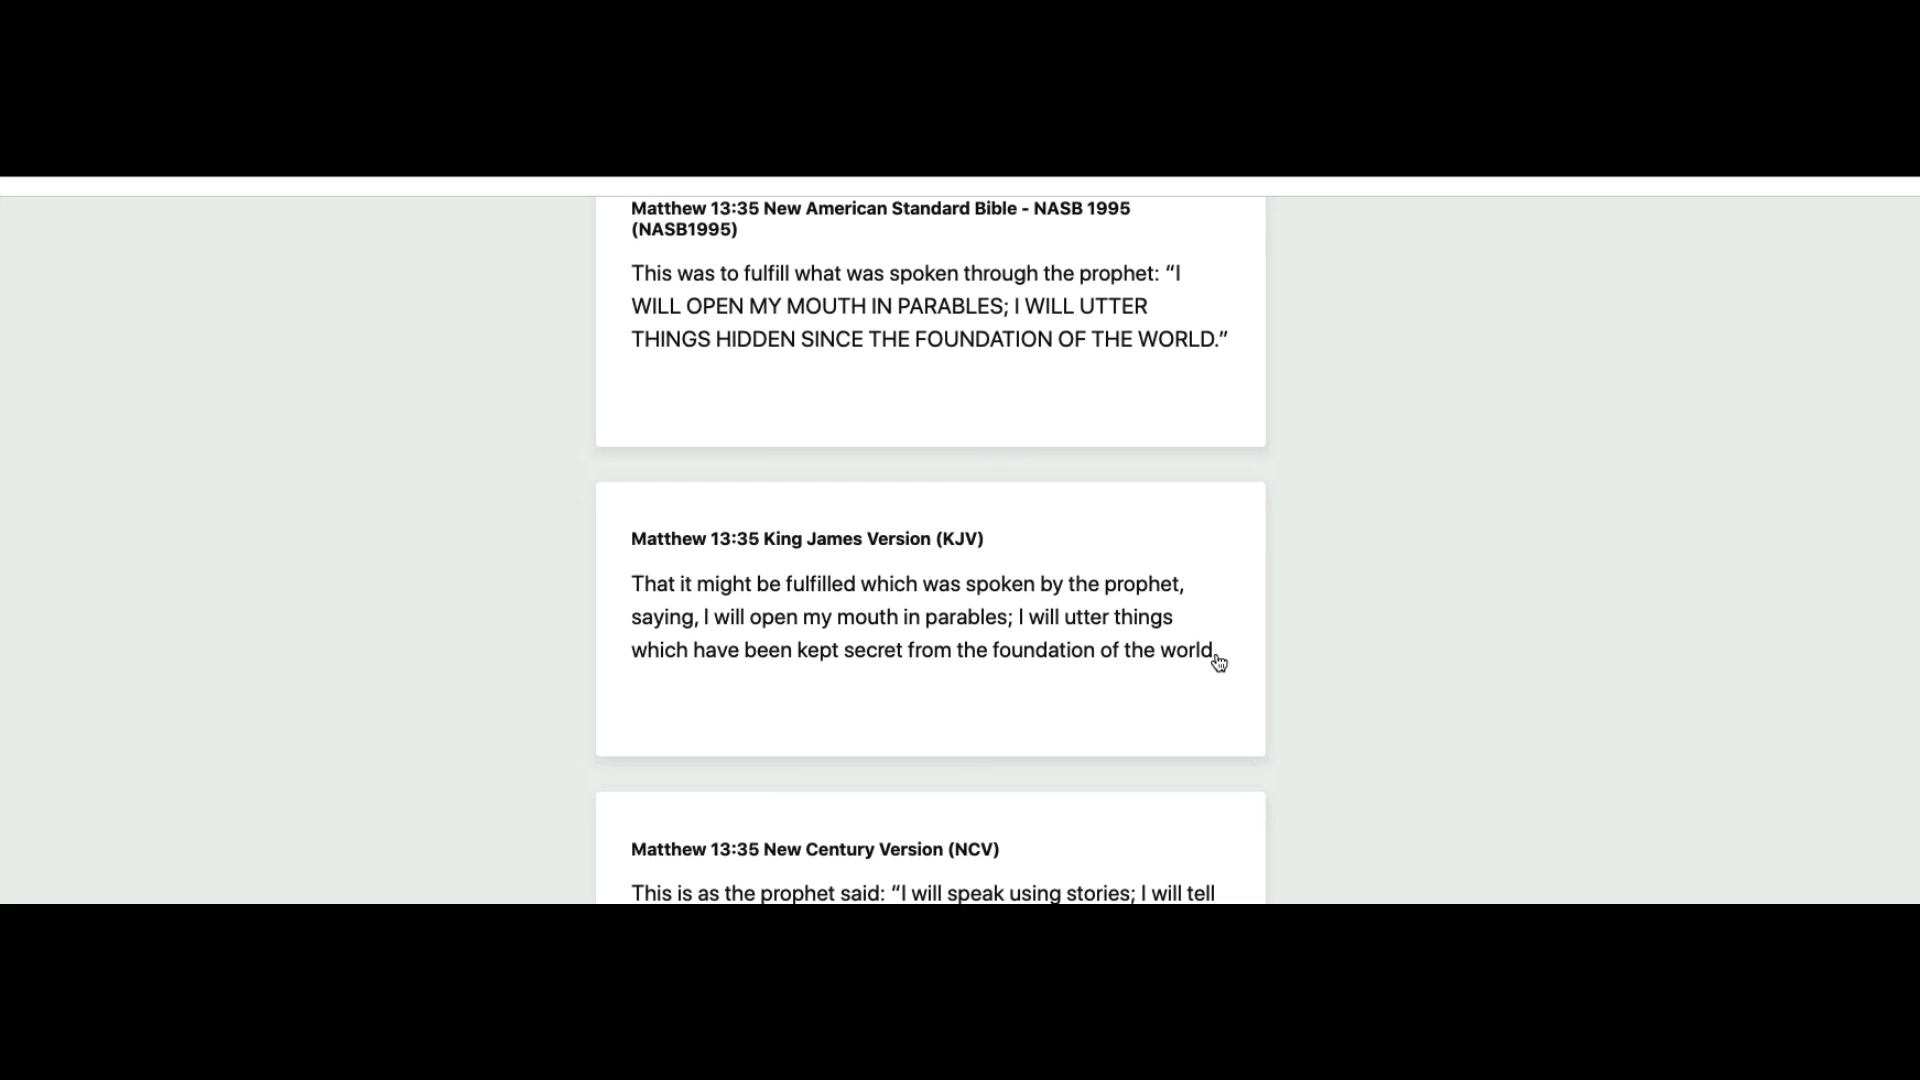 Matthew 13:35 New American Standard Bible - NASB 1995
(NASB1995)
This was to fulfill what was spoken through the prophet: “I
WILL OPEN MY MOUTH IN PARABLES; I WILL UTTER
THINGS HIDDEN SINCE THE FOUNDATION OF THE WORLD.”
Matthew 13:35 King James Version (KJV)
That it might be fulfilled which was spoken by the prophet,
saying, I will open my mouth in parables; I will utter things
which have been kept secret from the foundation of the world.
Matthew 13:35 New Century Version (NCV)
This is as the prophet said: “I will speak using stories; I will tell